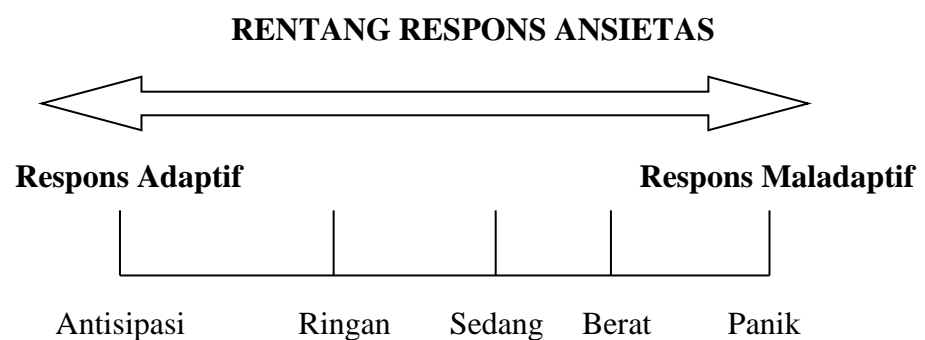 RENTANG RESPONS ANSIETAS
Respons Adaptif Respons Maladaptif
Antisipasi Ringan Sedang Berat Panik